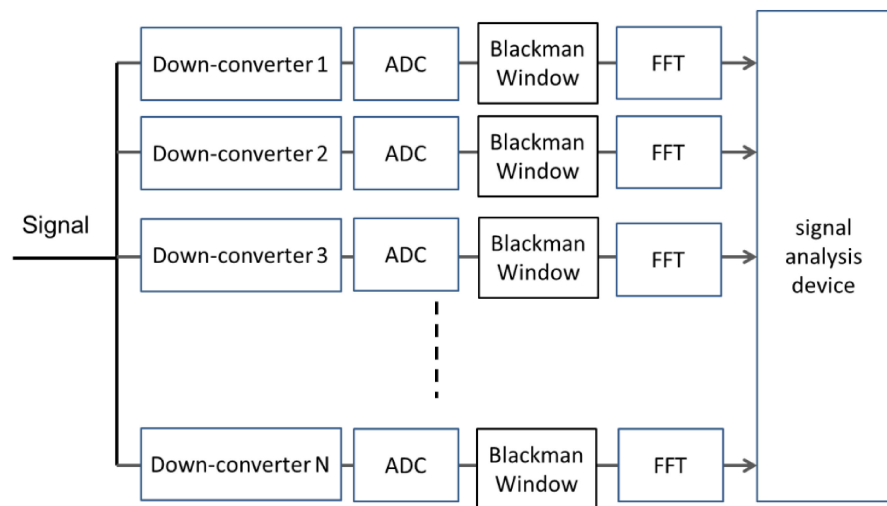 Down-converter 1
ADC
Blackman
Window
FFT
Down-converter 2
ADC
Blackman
Window
FFT
Signal
Down-converter 3
ADC
Blackman
Window
FFT
signal
analysis
device
Down-converter N
ADC
Blackman
Window
FFT